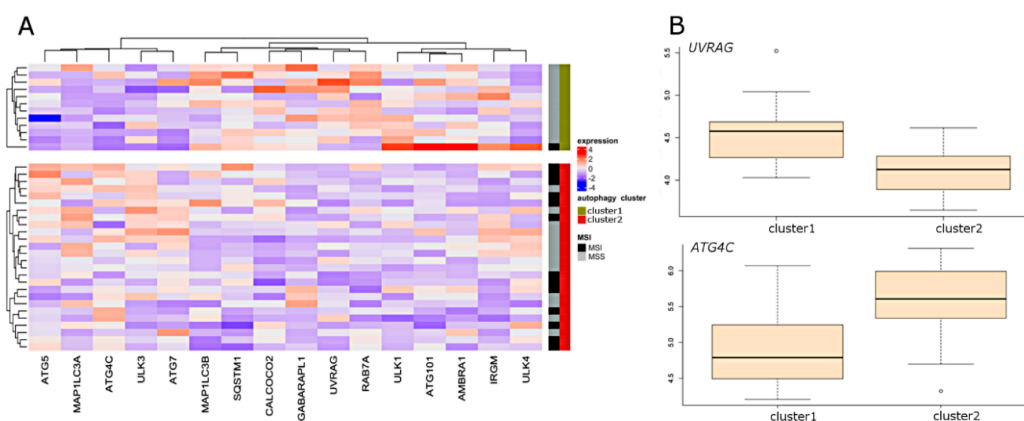 A
B
expression
4
2
0
-2
-4
autophagy cluster
cluster1
cluster2
MSI
MSI
MSS
ATG5
MAP1LC3A
ATG4C
ULK3
ATG7
MAP1LC3B
SQSTM1
CALCOCO2
GABARAPL1
UVRAG
RAB7A
ULK1
ATG101
AMBRA1
IRGM
ULK4
UVRAG
5.5
5.0
4.5
4.0
cluster1
cluster2
ATG4C
6.0
5.5
5.0
4.5
cluster1
cluster2